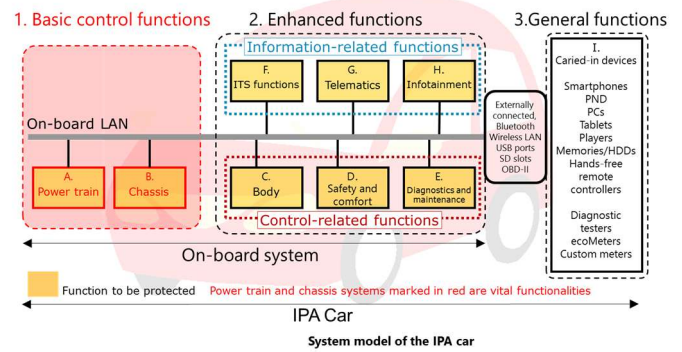 1. Basic control functions
2. Enhanced functions
3.General functions
Information-related functions
F.
ITS functions
G.
Telematics
H.
Infotainment
On-board LAN
A.
Power train
B.
Chassis
C.
Body
D.
Safety and
comfort
E.
Diagnostics and
maintenance
Control-related functions
Externally
connected,
Bluetooth
Wireless LAN
USB ports
SD slots
OBD-II
I.
Caried-in devices
Smartphones
PND
PCs
Tablets
Players
Memories/HDDs
Hands-free
remote
controllers
Diagnostic
testers
ecoMeters
Custom meters
On-board system
Function to be protected
Power train and chassis systems marked in red are vital functionalities
IPA Car
System model of the IPA car